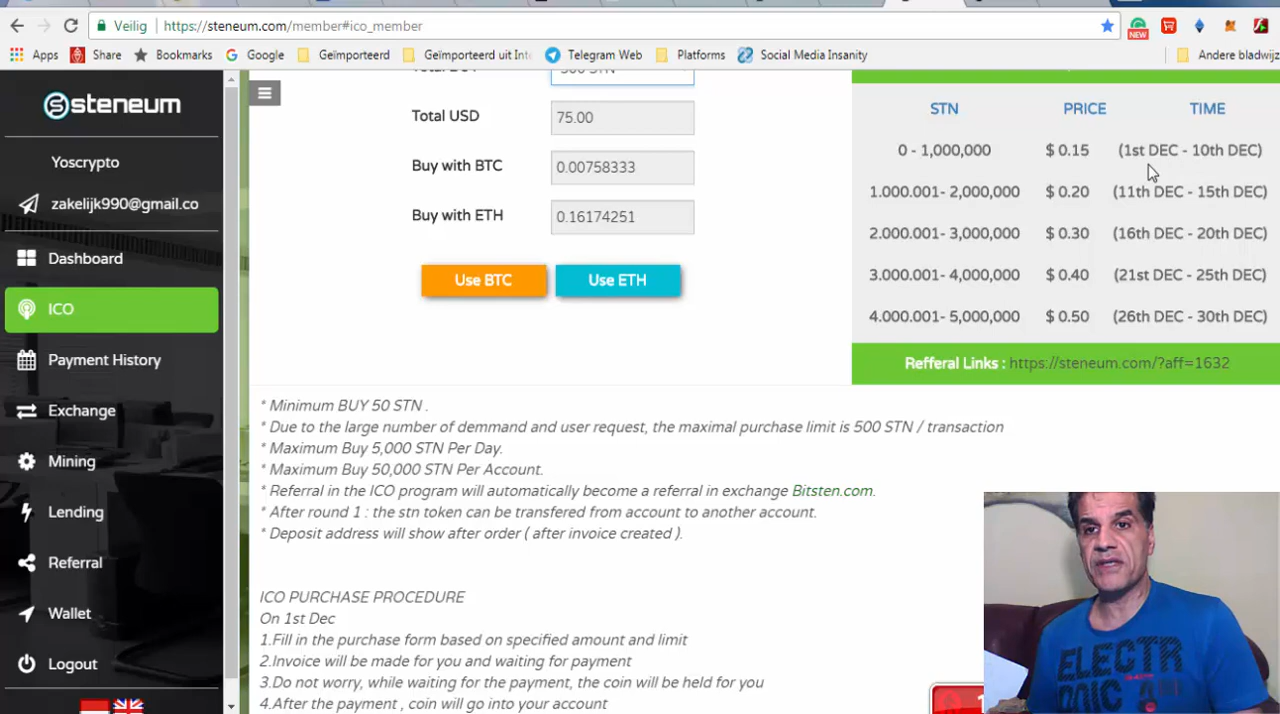 Veilig
https://steneum.com/member#ico_member
NEW
Apps
Share
Bookmarks
Google
Geïmporteerd
Geïmporteerd uit Inte
Telegram Web
Platforms
Social Media Insanity
Andere bladwijz
steneum
Yoscrypto
zakelijk990@gmail.co
Dashboard
ICO
Payment History
Exchange
Mining
Lending
Referral
Wallet
Logout
Total USD
75.00
Buy with BTC
0.00758333
Buy with ETH
0.16174251
Use BTC
Use ETH
STN PRICE TIME
0 - 1,000,000 $ 0.15 (1st DEC - 10th DEC)
1.000.001- 2,000,000 $ 0.20 (11th DEC - 15th DEC)
2.000.001- 3,000,000 $ 0.30 (16th DEC - 20th DEC)
3.000.001- 4,000,000 $ 0.40 (21st DEC - 25th DEC)
4.000.001- 5,000,000 $ 0.50 (26th DEC - 30th DEC)
Refferal Links : https://steneum.com/?aff=1632
* Minimum BUY 50 STN .
* Due to the large number of demmand and user request, the maximal purchase limit is 500 STN / transaction
* Maximum Buy 5,000 STN Per Day.
* Maximum Buy 50,000 STN Per Account.
* Referral in the ICO program will automatically become a referral in exchange Bitsten.com.
* After round 1 : the stn token can be transfered from account to another account.
* Deposit address will show after order ( after invoice created ).
ICO PURCHASE PROCEDURE
On 1st Dec
1.Fill in the purchase form based on specified amount and limit
2.Invoice will be made for you and waiting for payment
3.Do not worry, while waiting for the payment, the coin will be held for you
4.After the payment , coin will go into your account
ELECTR